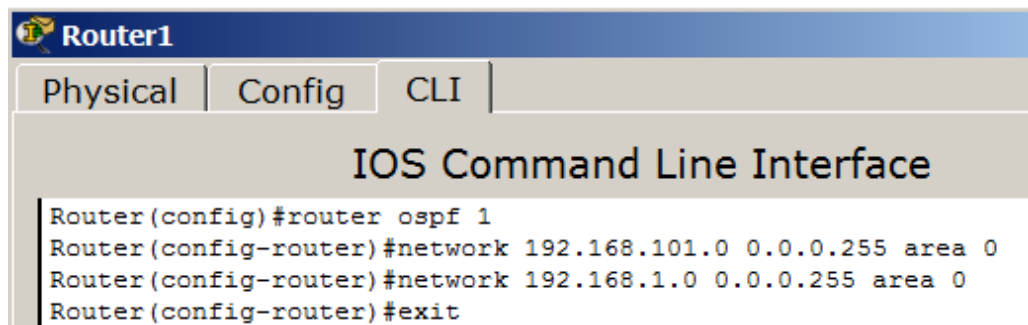 Router1
Physical Config CLI
IOS Command Line Interface
Router(config)#router ospf 1
Router(config-router)#network 192.168.101.0 0.0.0.255 area 0
Router(config-router)#network 192.168.1.0 0.0.0.255 area 0
Router(config-router)#exit